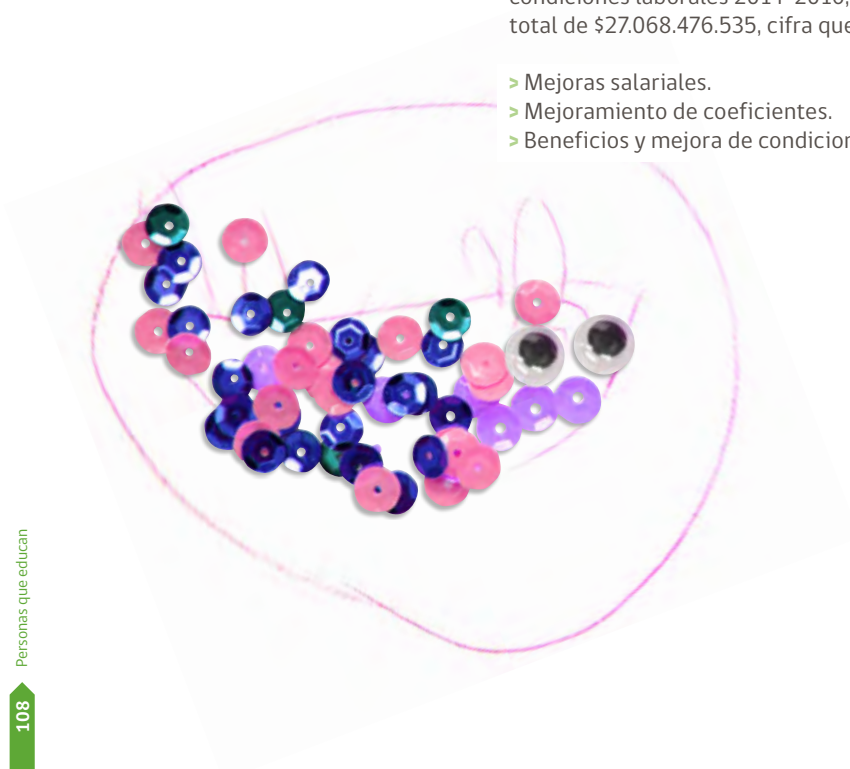 condiciones laborales 2014-2016,
total de $27.068.476.535, cifra que
> Mejoras salariales.
> Mejoramiento de coeficientes.
> Beneficios y mejora de condicion
Personas que educan
108